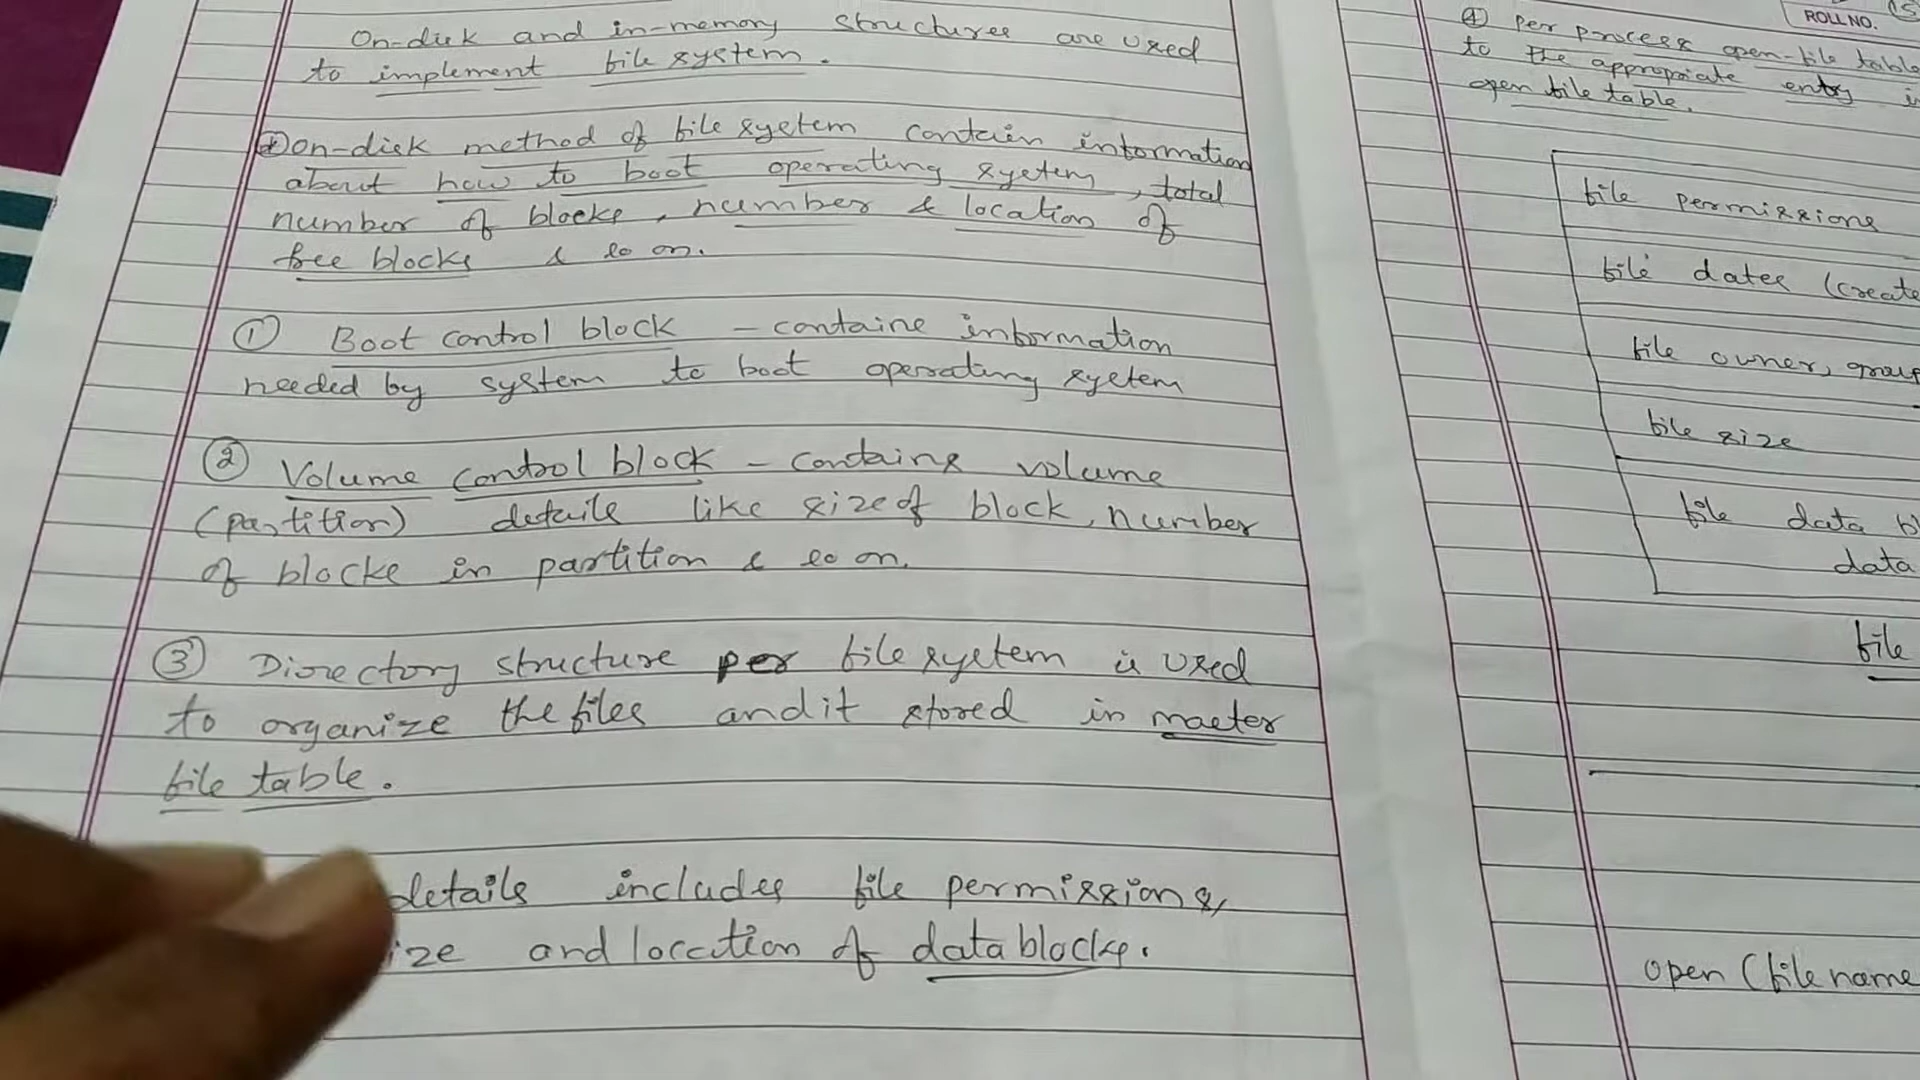 On-disk and in-memory structures are used
to implement file system.
on-disk method of file system contain information
about how to boot operating system, total
number of blocks, number & location of
free blocks & so on.
① Boot control block - contains information
needed by system to boot operating system
② Volume control block - contains volume
(partition) details like size of block, number
of blocks in partition & so on.
③ Directory structure per file system is used
to organize the files and it stored in master
file table.
details includes file permissions,
ize and location of data blocks.
ROLL NO.
④ per process open-file table
to the appropriate entry
open file table.
file permissions
file dates (create
file owner, group
file size
file data
data
file
open (file name